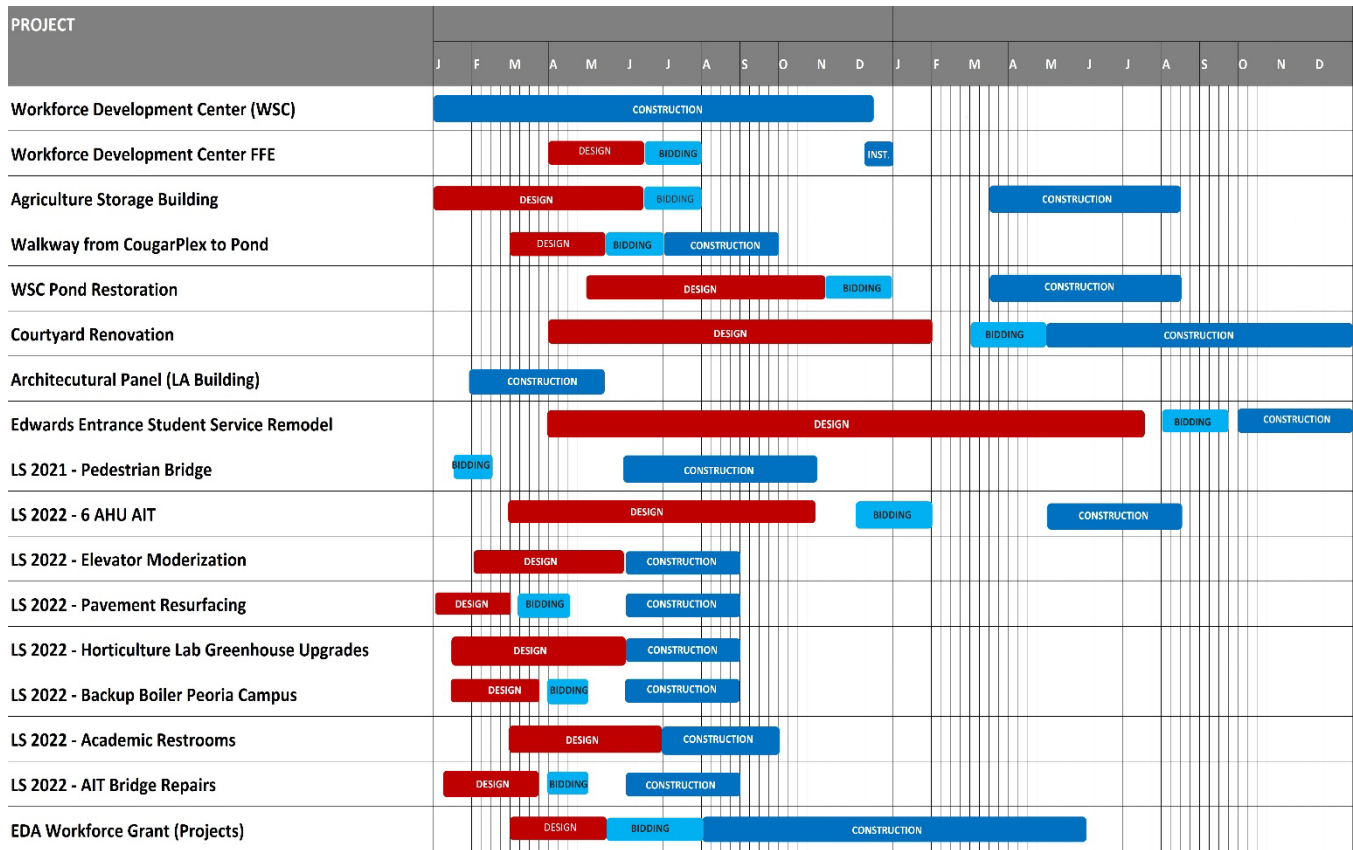 PROJECT
J F M A M J J A S O N D J F M A M J J A S O N D
Workforce Development Center (WSC) CONSTRUCTION
Workforce Development Center FFE DESIGN BIDDING INST.
Agriculture Storage Building DESIGN BIDDING CONSTRUCTION
Walkway from CougarPlex to Pond DESIGN BIDDING CONSTRUCTION
WSC Pond Restoration DESIGN BIDDING CONSTRUCTION
Courtyard Renovation DESIGN BIDDING CONSTRUCTION
Architecutural Panel (LA Building) CONSTRUCTION
Edwards Entrance Student Service Remodel DESIGN BIDDING CONSTRUCTION
LS 2021 - Pedestrian Bridge BIDDING CONSTRUCTION
LS 2022 - 6 AHU AIT DESIGN BIDDING CONSTRUCTION
LS 2022 - Elevator Moderization DESIGN CONSTRUCTION
LS 2022 - Pavement Resurfacing DESIGN BIDDING CONSTRUCTION
LS 2022 - Horticulture Lab Greenhouse Upgrades DESIGN CONSTRUCTION
LS 2022 - Backup Boiler Peoria Campus DESIGN BIDDING CONSTRUCTION
LS 2022 - Academic Restrooms DESIGN CONSTRUCTION
LS 2022 - AIT Bridge Repairs DESIGN BIDDING CONSTRUCTION
EDA Workforce Grant (Projects) DESIGN BIDDING CONSTRUCTION